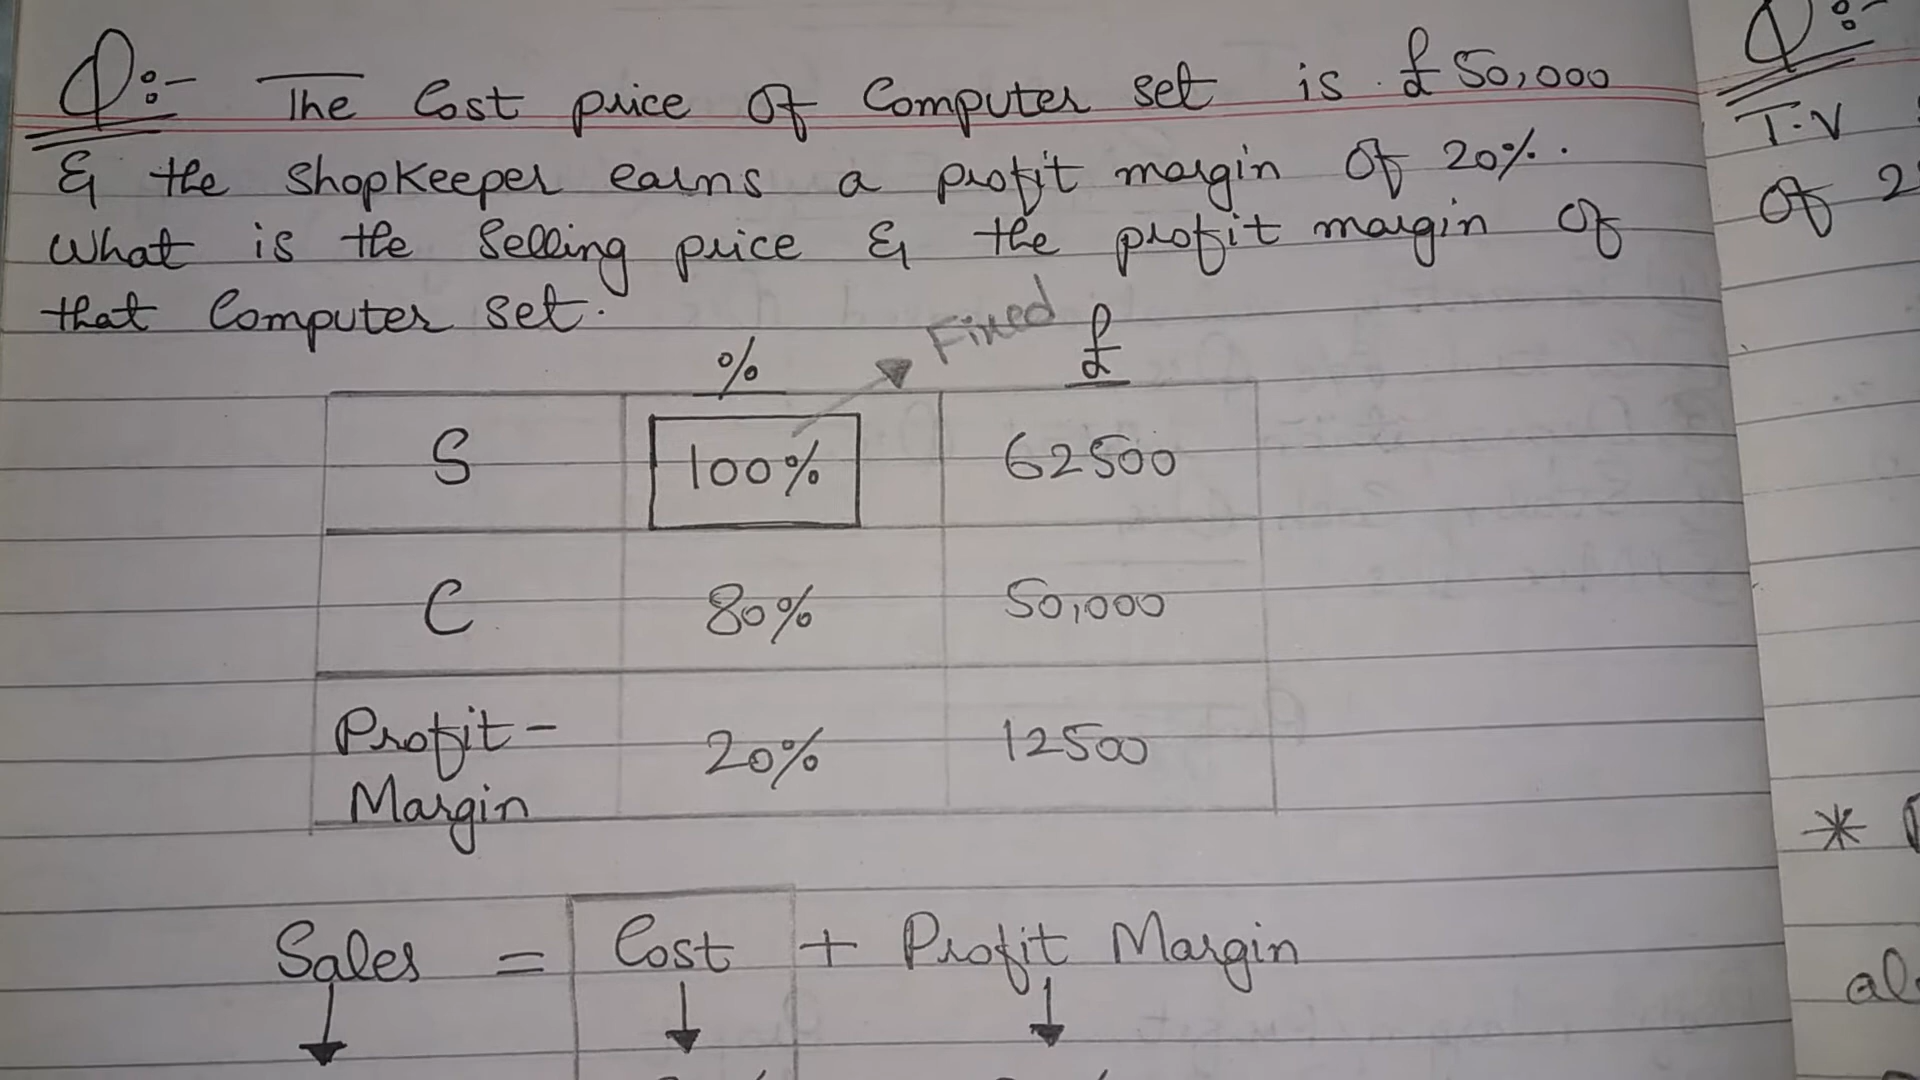 Q:- The Cost price of Computer set is £50,000
& the shopkeeper earns a profit margin of 20%.
What is the Selling price & the profit margin of
that Computer set.
Fixed
% £
S 100% 62500
C 80% 50,000
Profit- 20% 12500
Margin
Sales = Cost + Profit Margin
Q:-
T.V
of 2
*